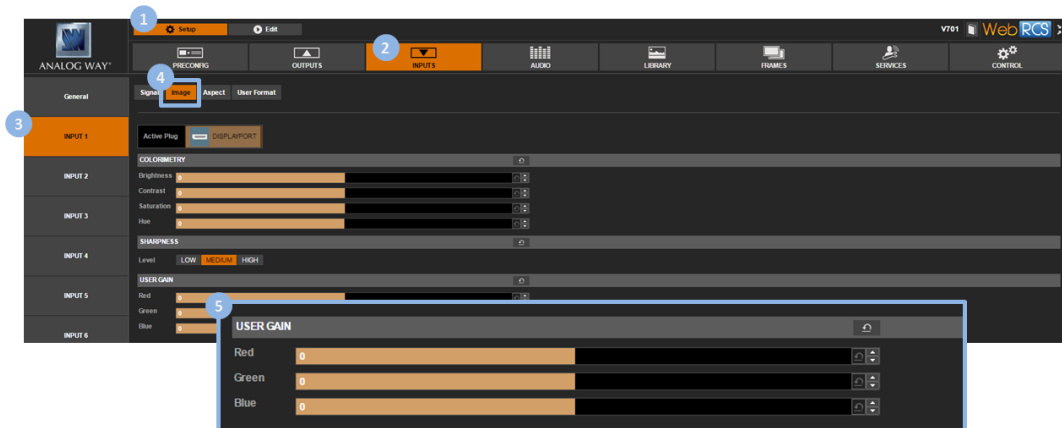 1
Setup
Edit
V701 Web RCS
ANALOG WAY®
PRECONFIG
OUTPUTS
2
INPUTS
AUDIO
LIBRARY
FRAMES
SERVICES
CONTROL
4
General
Signal Image Aspect User Format
3
INPUT 1
Active Plug DISPLAYPORT
COLORIMETRY
Brightness 0
Contrast 0
INPUT 2
Saturation 0
Hue 0
INPUT 3
SHARPNESS
Level LOW MEDIUM HIGH
INPUT 4
USER GAIN
Red 0
INPUT 5
Green 0
Blue 0
INPUT 6
5
USER GAIN
Red 0
Green 0
Blue 0